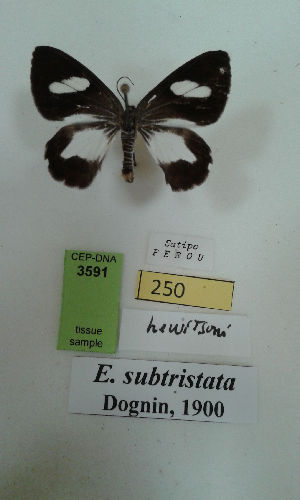 Satipo
PEROU
CEP-DNA
3591
tissue
sample
250
hewitsoni
E. subtristata
Dognin, 1900